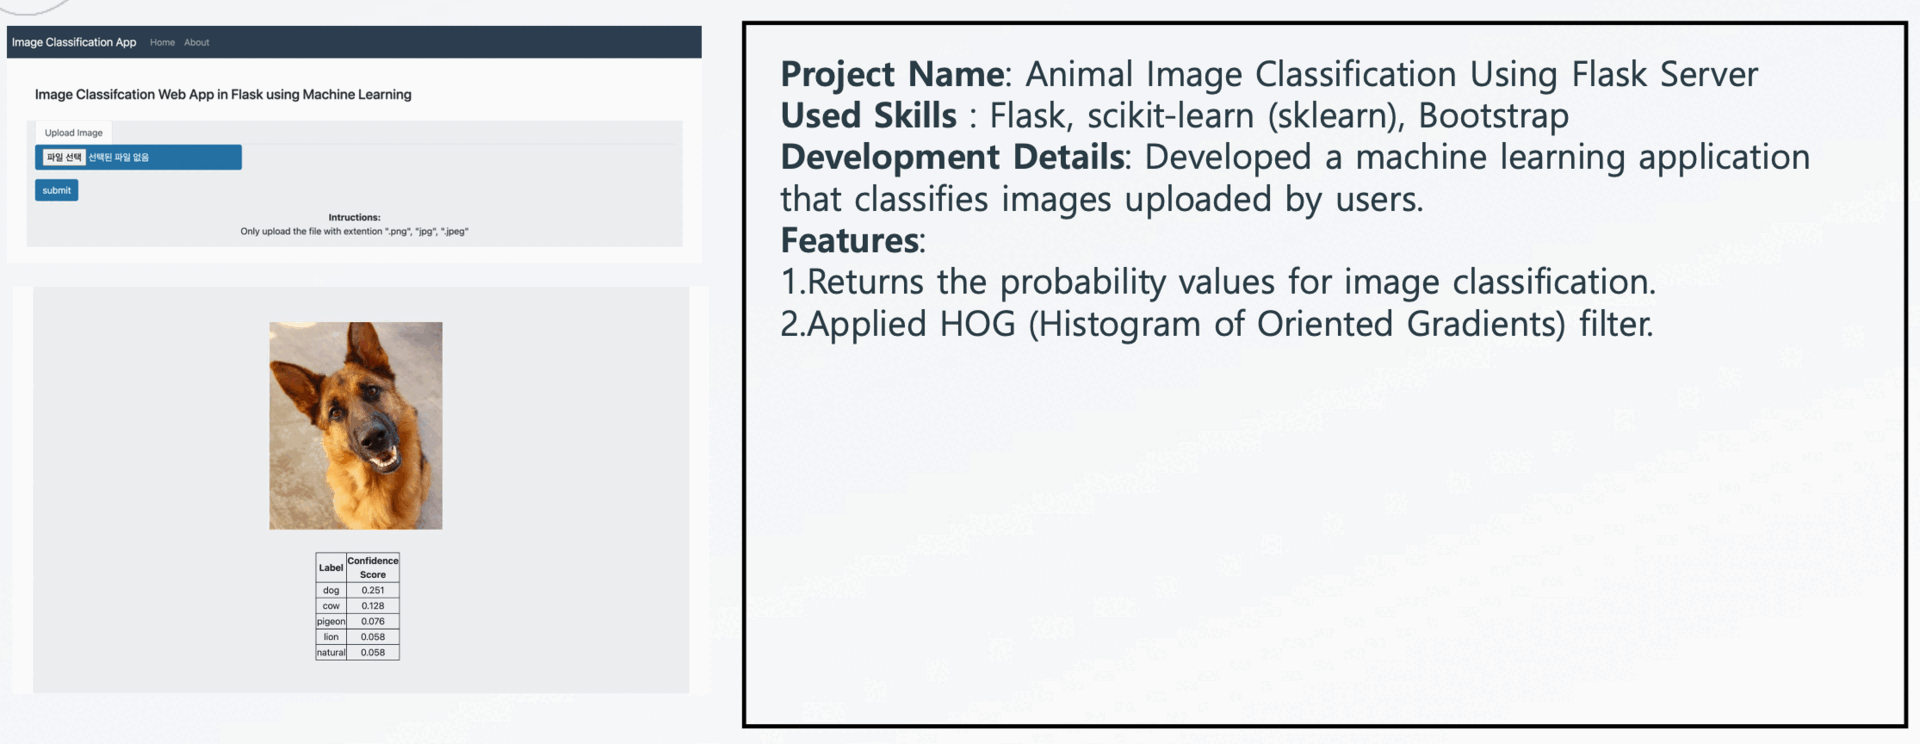 Image Classification App Home About
Image Classifcation Web App in Flask using Machine Learning
Upload Image
파일 선택 선택된 파일 없음
submit
Intructions:
Only upload the file with extention ".png", "jpg", ".jpeg"
Label Confidence Score
dog 0.251
cow 0.128
pigeon 0.076
lion 0.058
natural 0.058
Project Name: Animal Image Classification Using Flask Server
Used Skills : Flask, scikit-learn (sklearn), Bootstrap
Development Details: Developed a machine learning application
that classifies images uploaded by users.
Features:
1.Returns the probability values for image classification.
2.Applied HOG (Histogram of Oriented Gradients) filter.